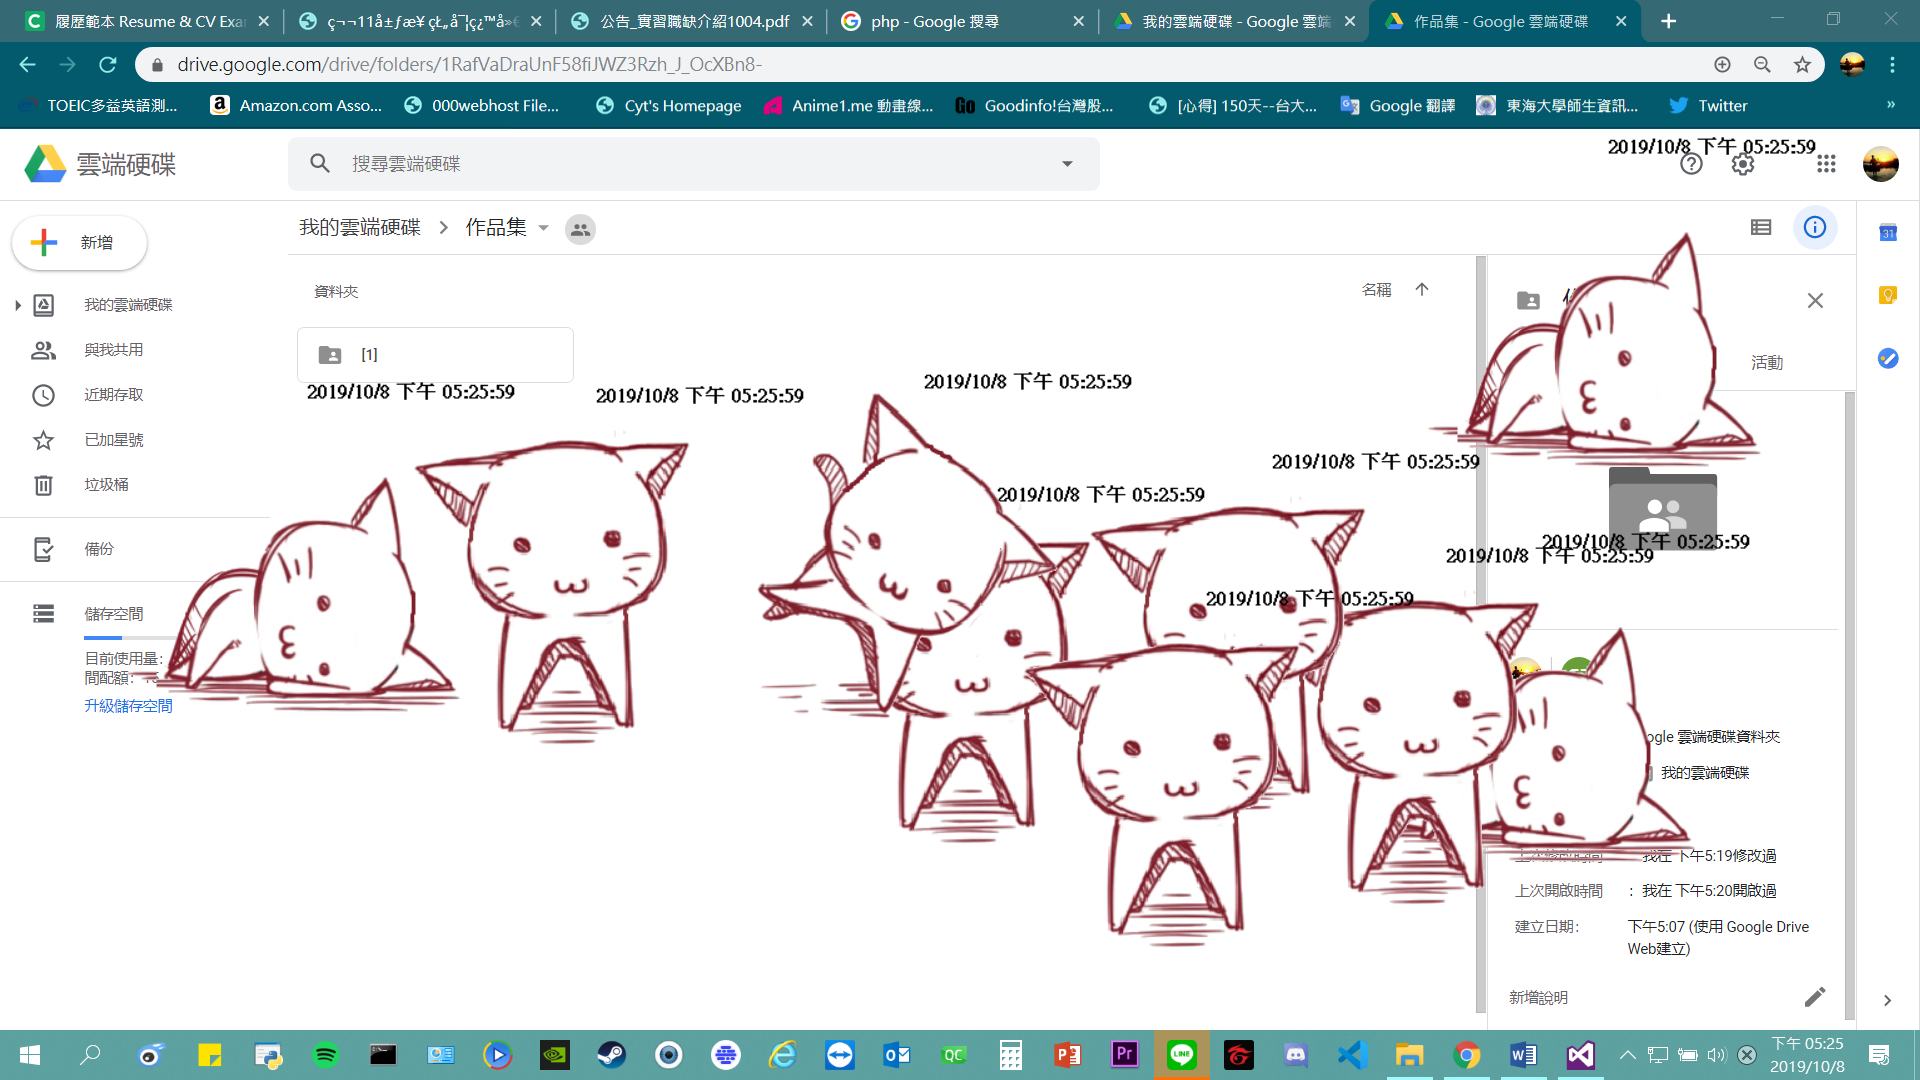 履歷範本 Resume & CV Exa
公告_實習職缺介紹1004.pdf
php - Google 搜尋
我的雲端硬碟 - Google 雲端
作品集 - Google 雲端硬碟
drive.google.com/drive/folders/1RafVaDraUnF58fiJWZ3Rzh_J_OcXBn8-
TOEIC多益英語測...
Amazon.com Asso...
000webhost File...
Cyt's Homepage
Anime1.me 動畫線...
Goodinfo!台灣股...
[心得] 150天--台大...
Google 翻譯
東海大學師生資訊...
Twitter
»
雲端硬碟
搜尋雲端硬碟
2019/10/8 下午 05:25:59
新增
我的雲端硬碟
作品集
我的雲端硬碟
與我共用
近期存取
已加星號
垃圾桶
備份
儲存空間
目前使用量:
間配額:
升級儲存空間
資料夾
名稱
[1]
活動
2019/10/8 下午 05:25:59
2019/10/8 下午 05:25:59
2019/10/8 下午 05:25:59
2019/10/8 下午 05:25:59
2019/10/8 下午 05:25:59
2019/10/8 下午 05:25:59
2019/10/8 下午 05:25:59
2019/10/8 下午 05:25:59
ogle 雲端硬碟資料夾
我的雲端硬碟
上次修改時間 我在 下午5:19修改過
上次開啟時間 : 我在 下午5:20開啟過
建立日期: 下午5:07 (使用 Google Drive
Web建立)
新增說明
下午 05:25
2019/10/8